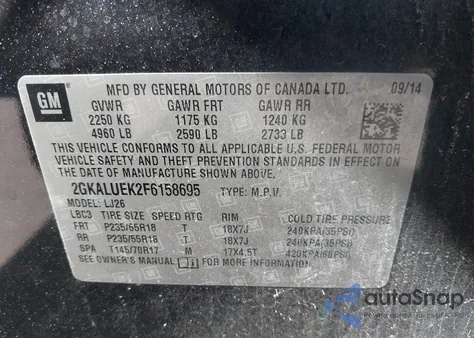 GM
MFD BY GENERAL MOTORS OF CANADA LTD. 09/14
GVWR GAWR FRT GAWR RR
2250 KG 1175 KG 1240 KG
4960 LB 2590 LB 2733 LB
THIS VEHICLE CONFORMS TO ALL APPLICABLE
U.S. FEDERAL MOTOR VEHICLE SAFETY, BUMPER,
AND THEFT PREVENTION STANDARDS IN EFFECT ON
THE DATE OF MANUFACTURE SHOWN ABOVE.
2GKALUEK2F6158695 TYPE: M.P.V.
MODEL: LJ26
LBC3 TIRE SIZE SPEED RTG RIM COLD TIRE PRESSURE
FRT P235/55R18 T 18X7J 240KPA(35PSI)
RR P235/55R18 T 18X7J 240KPA(35PSI)
SPA T145/70R17 M 17X4.5T 420KPA(60PSI)
SEE OWNER'S MANUAL
autoSnap